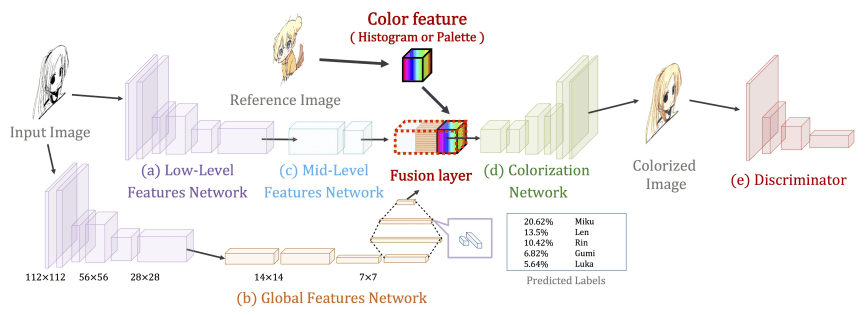 Color feature
( Histogram or Palette )
Reference Image
Input Image
(a) Low-Level
Features Network
(c) Mid-Level
Features Network
Fusion layer
(d) Colorization
Network
Colorized
Image
(e) Discriminator
20.62% Miku
13.5% Len
10.42% Rin
6.82% Gumi
5.64% Luka
Predicted Labels
112×112
56×56
28×28
14×14
7×7
(b) Global Features Network